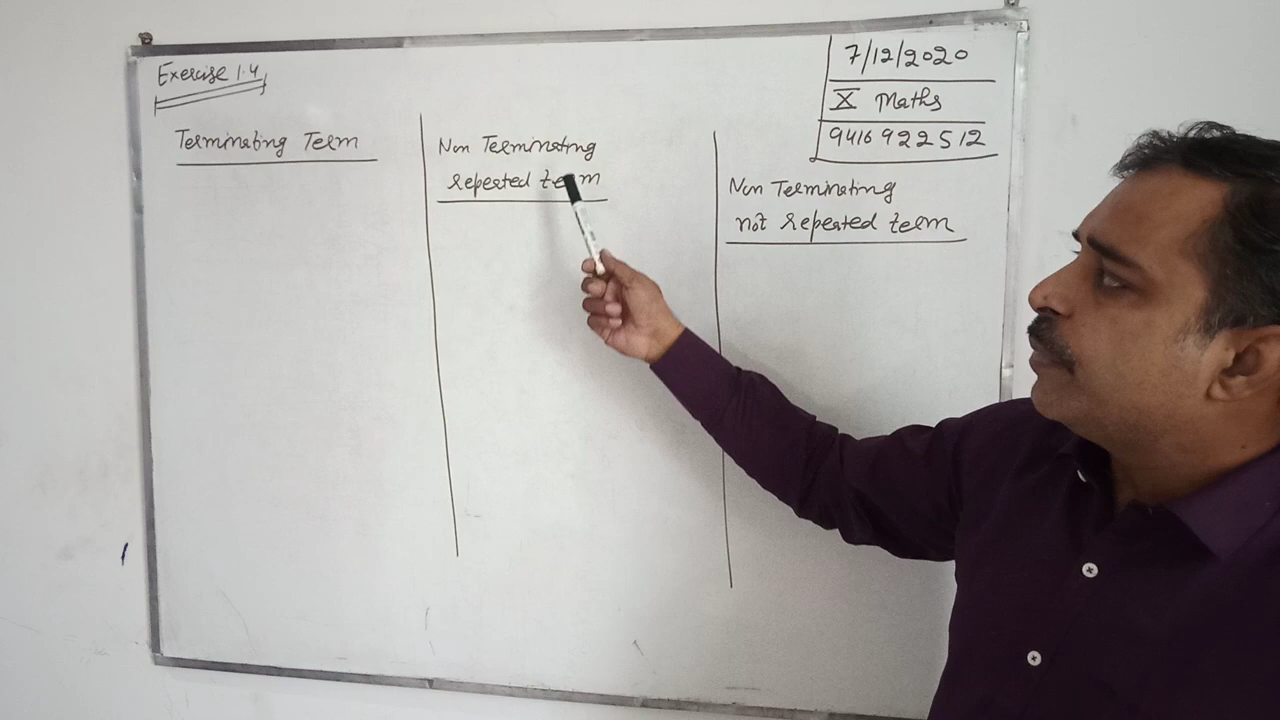 Exercise 1.4
7/12/2020
X Maths
9416922512
Terminating Term
Non Terminating
repeated term
Non Terminating
not repeated term